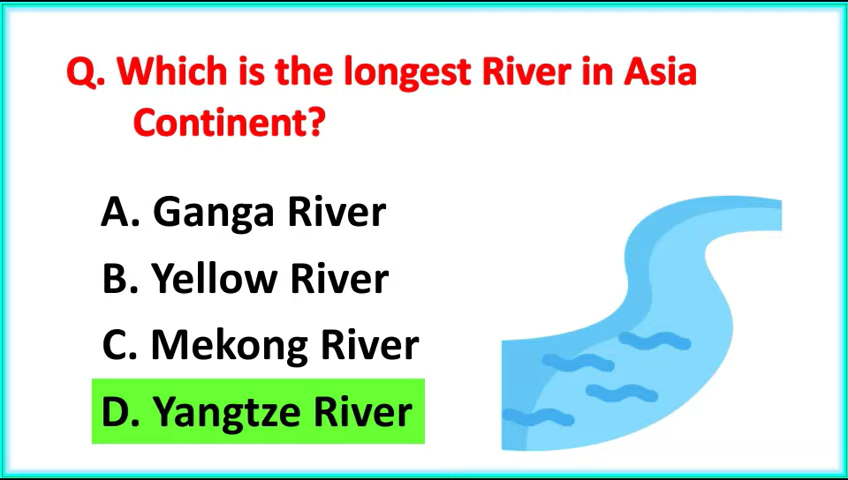 Q. Which is the longest River in Asia
Continent?
A. Ganga River
B. Yellow River
C. Mekong River
D. Yangtze River